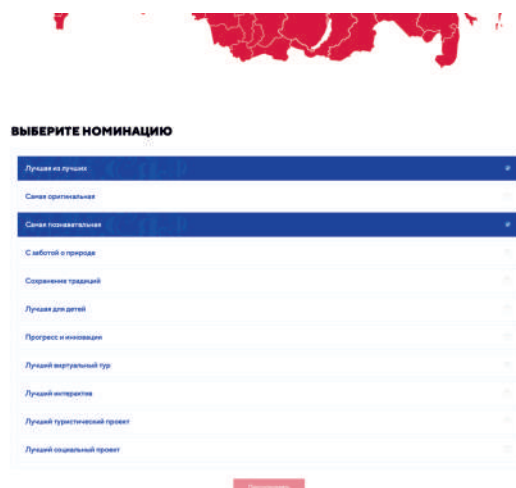 ВЫБЕРИТЕ НОМИНАЦИЮ
Лучшая из лучших
Самая оригинальная
Самая познавательная
С заботой о природе
Сохранение традиций
Лучшая для детей
Прогресс и инновации
Лучший виртуальный тур
Лучший интерактив
Лучший туристический проект
Лучший социальный проект